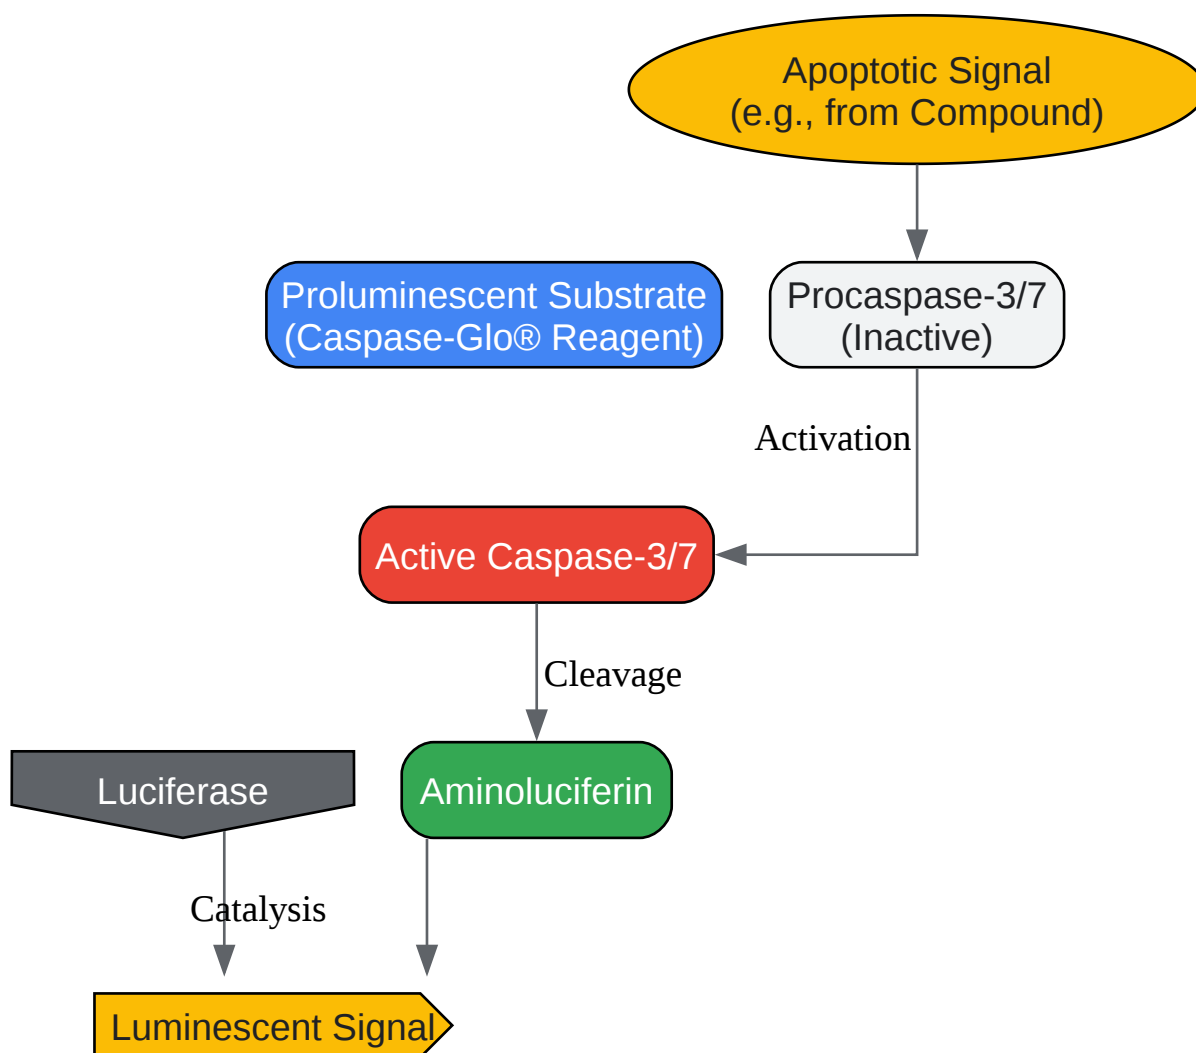 Apoptotic Signal
(e.g., from Compound)
Proluminescent Substrate
(Caspase-Glo® Reagent)
Procaspase-3/7
(Inactive)
Activation
Active Caspase-3/7
Cleavage
Luciferase
Aminoluciferin
Catalysis
Luminescent Signal